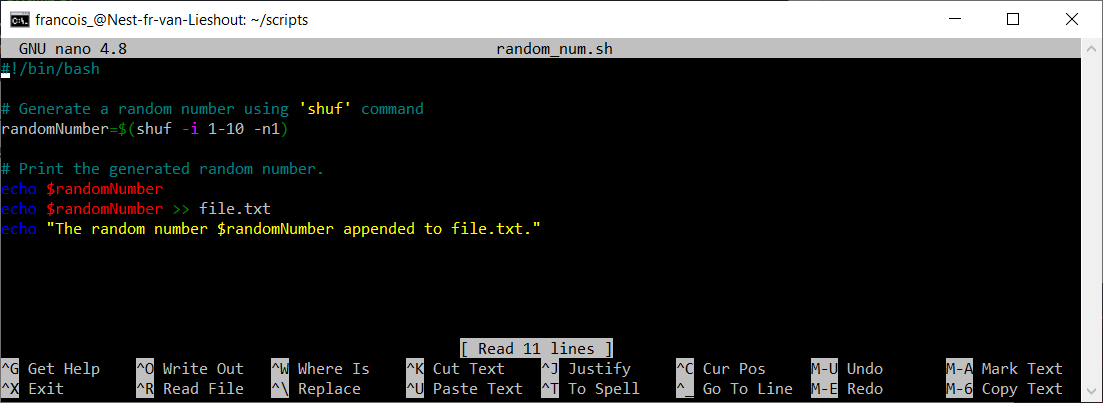 francois_@Nest-fr-van-Lieshout: ~/scripts
GNU nano 4.8 random_num.sh
#!/bin/bash
# Generate a random number using 'shuf' command
randomNumber=$(shuf -i 1-10 -n1)
# Print the generated random number.
echo $randomNumber
echo $randomNumber >> file.txt
echo "The random number $randomNumber appended to file.txt."
[ Read 11 lines ]
^G Get Help ^O Write Out ^W Where Is ^K Cut Text ^J Justify ^C Cur Pos M-U Undo M-A Mark Text
^X Exit ^R Read File ^\ Replace ^U Paste Text ^T To Spell ^_ Go To Line M-E Redo M-6 Copy Text